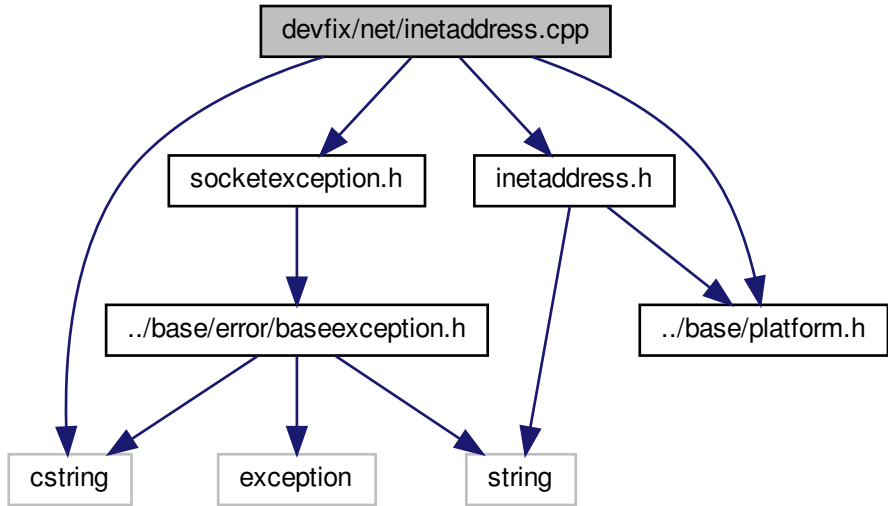 devfix/net/inetaddress.cpp
socketexception.h
inetaddress.h
../base/error/baseexception.h
../base/platform.h
cstring
exception
string